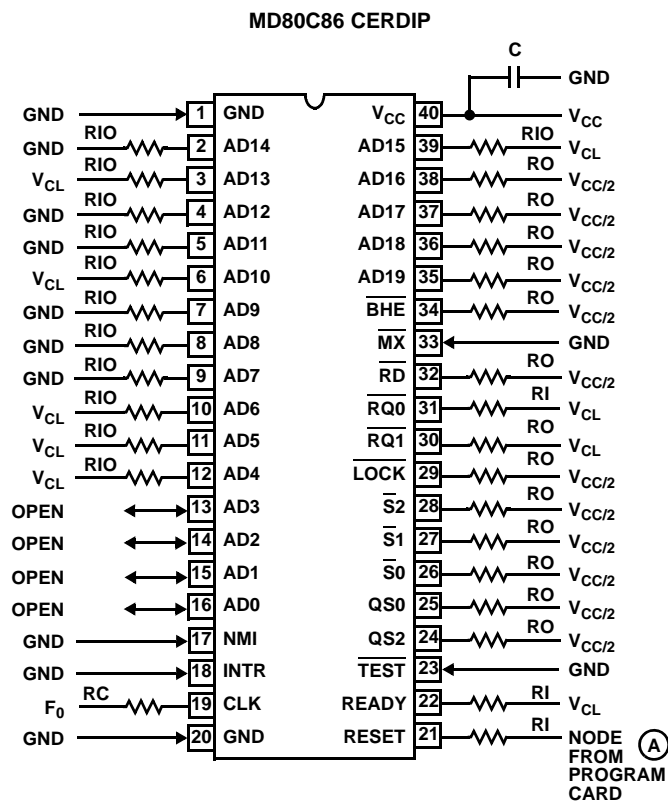 MD80C86 CERDIP
C
GND
GND 1 GND VCC 40 VCC
GND RIO 2 AD14 AD15 39 RIO VCL
VCL RIO 3 AD13 AD16 38 RO VCC/2
GND RIO 4 AD12 AD17 37 RO VCC/2
GND RIO 5 AD11 AD18 36 RO VCC/2
VCL RIO 6 AD10 AD19 35 RO VCC/2
GND RIO 7 AD9 BHE 34 RO VCC/2
GND RIO 8 AD8 MX 33 GND
GND RIO 9 AD7 RD 32 RO VCC/2
VCL RIO 10 AD6 RQ0 31 RI VCL
VCL RIO 11 AD5 RQ1 30 RO VCL
VCL RIO 12 AD4 LOCK 29 RO VCC/2
OPEN 13 AD3 S2 28 RO VCC/2
OPEN 14 AD2 S1 27 RO VCC/2
OPEN 15 AD1 S0 26 RO VCC/2
OPEN 16 AD0 QS0 25 RO VCC/2
GND 17 NMI QS2 24 RO VCC/2
GND 18 INTR TEST 23 GND
F0 RC 19 CLK READY 22 RI VCL
GND 20 GND RESET 21 RI NODE A
FROM
PROGRAM
CARD